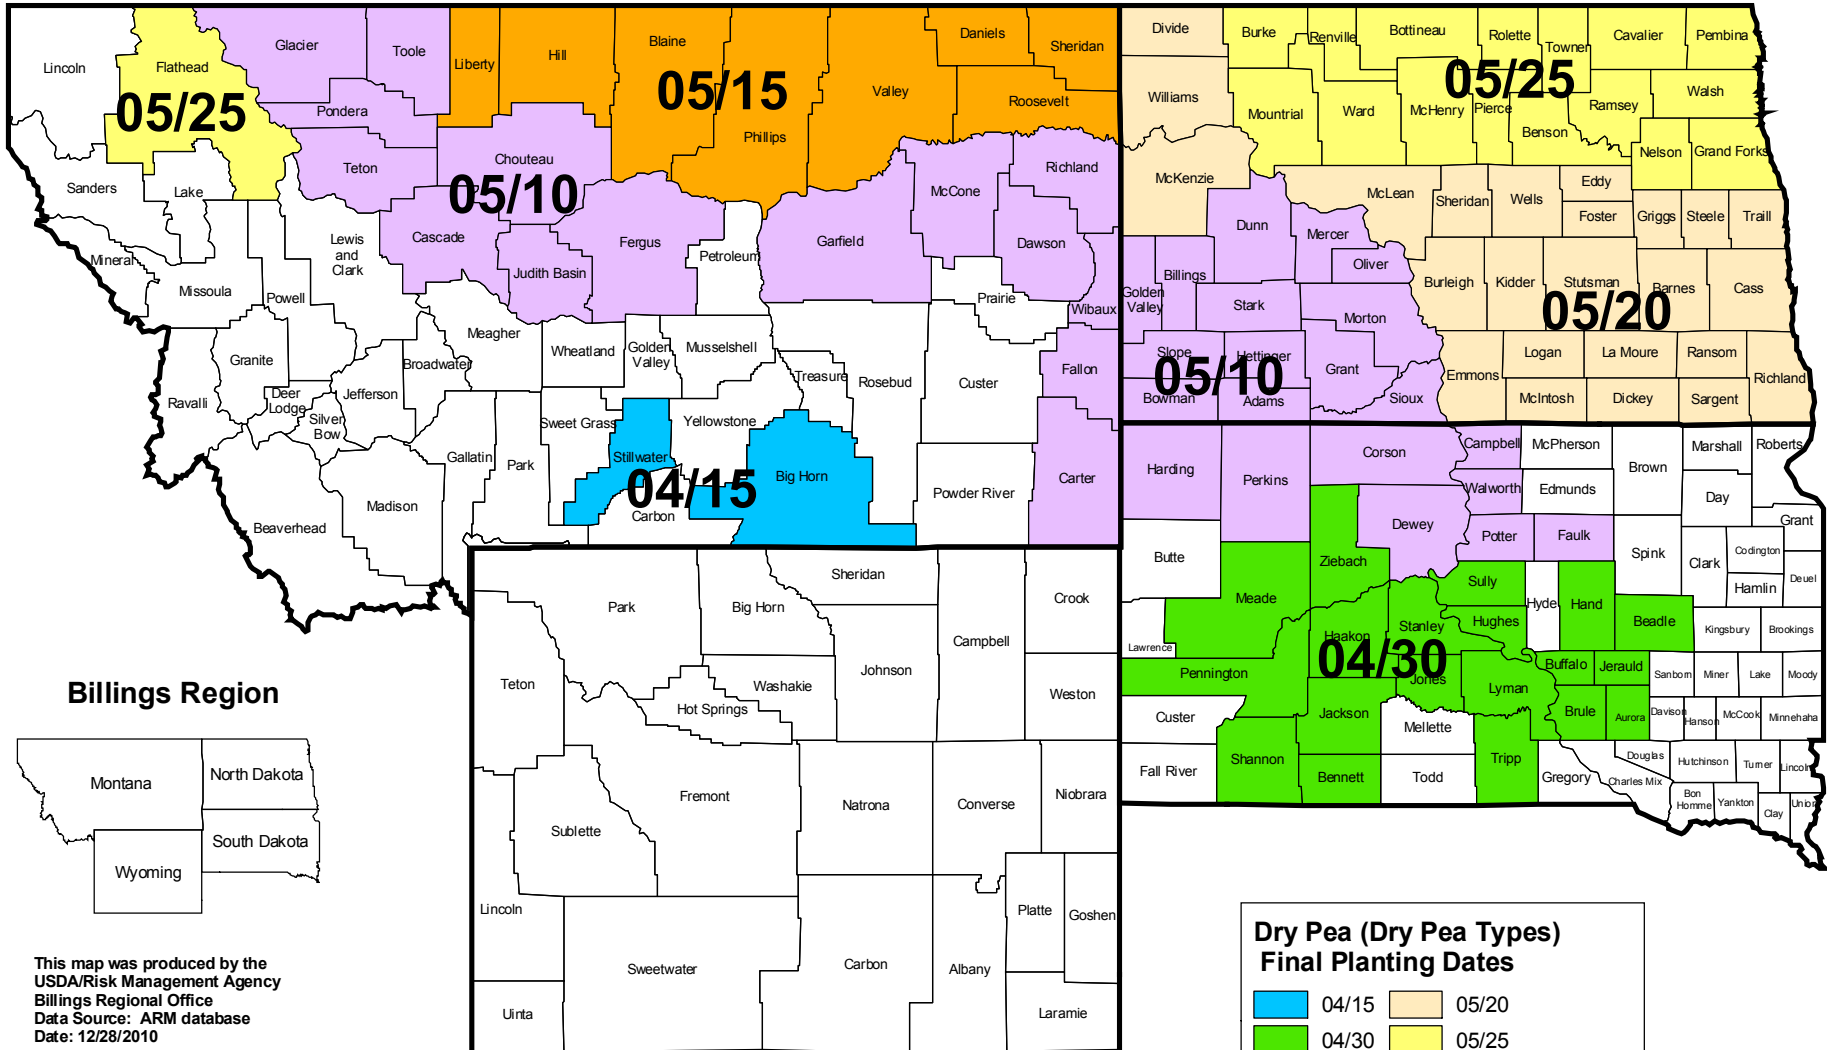 Lincoln
Flathead
Glacier
Toole
Liberty
Hill
Blaine
Daniels
Sheridan
05/25
Pondera
05/15
Phillips
Valley
Roosevelt
Sanders
Lake
Teton
Chouteau
05/10
McCone
Richland
Mineral
Missoula
Powell
Lewis
and
Clark
Cascade
Judith Basin
Fergus
Petroleum
Garfield
Dawson
Prairie
Wibaux
Meagher
Granite
Broadwater
Wheatland
Golden
Valley
Musselshell
Treasure
Rosebud
Custer
Fallon
Ravalli
Deer
Lodge
Silver
Bow
Jefferson
Sweet Grass
Yellowstone
Stillwater
Gallatin
Park
04/15
Big Horn
Carbon
Powder River
Carter
Madison
Beaverhead
Divide
Burke
Renville
Bottineau
Rolette
Towner
Cavalier
Pembina
Williams
Mountrial
Ward
McHenry
Pierce
05/25
Benson
Ramsey
Walsh
Nelson
Grand Forks
McKenzie
McLean
Sheridan
Wells
Eddy
Foster
Griggs
Steele
Traill
Dunn
Mercer
Oliver
Billings
Golden
Valley
Stark
Morton
Burleigh
Kidder
Stutsman
05/20
Barnes
Cass
Slope
Hettinger
05/10
Bowman
Adams
Grant
Sioux
Emmons
Logan
La Moure
Ransom
Richland
McIntosh
Dickey
Sargent
Harding
Perkins
Corson
Campbell
McPherson
Brown
Marshall
Roberts
Walworth
Edmunds
Day
Dewey
Potter
Faulk
Spink
Grant
Clark
Codington
Hamlin
Deuel
Butte
Ziebach
Meade
Sully
Hyde
Hand
Beadle
Kingsbury
Brookings
Lawrence
Haakon
Stanley
Hughes
04/30
Pennington
Jones
Lyman
Buffalo
Jerauld
Sanborn
Miner
Lake
Moody
Custer
Jackson
Mellette
Brule
Aurora
Davison
Hanson
McCook
Minnehaha
Fall River
Shannon
Bennett
Todd
Tripp
Gregory
Charles Mix
Douglas
Hutchinson
Turner
Lincoln
Bon
Homme
Yankton
Clay
Union
Park
Big Horn
Sheridan
Crook
Campbell
Johnson
Weston
Teton
Washakie
Hot Springs
Fremont
Natrona
Converse
Niobrara
Sublette
Lincoln
Sweetwater
Carbon
Albany
Platte
Goshen
Uinta
Laramie
Billings Region
Montana
North Dakota
South Dakota
Wyoming
This map was produced by the
USDA/Risk Management Agency
Billings Regional Office
Data Source: ARM database
Date: 12/28/2010
Dry Pea (Dry Pea Types)
Final Planting Dates
04/15 05/20
04/30 05/25